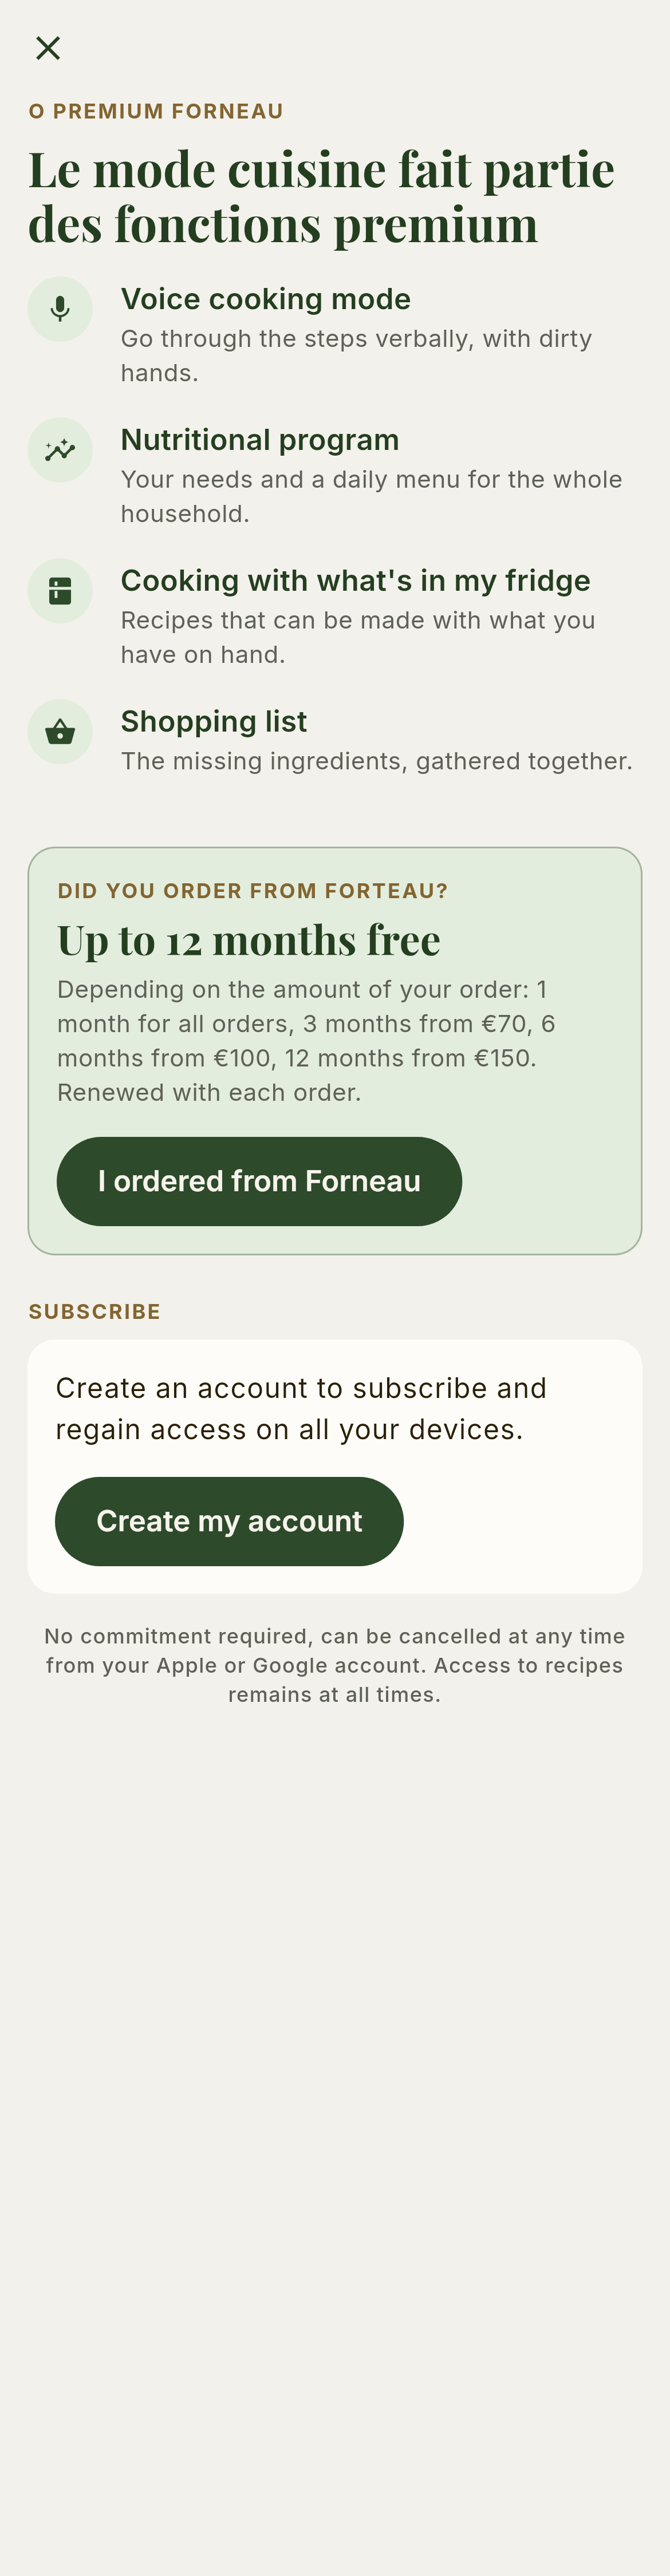 O PREMIUM FORNEAU
Le mode cuisine fait partie
des fonctions premium
Voice cooking mode
Go through the steps verbally, with dirty
hands.
Nutritional program
Your needs and a daily menu for the whole
household.
Cooking with what's in my fridge
Recipes that can be made with what you
have on hand.
Shopping list
The missing ingredients, gathered together.
DID YOU ORDER FROM FORTEAU?
Up to 12 months free
Depending on the amount of your order: 1
month for all orders, 3 months from €70, 6
months from €100, 12 months from €150.
Renewed with each order.
I ordered from Forneau
SUBSCRIBE
Create an account to subscribe and
regain access on all your devices.
Create my account
No commitment required, can be cancelled at any time
from your Apple or Google account. Access to recipes
remains at all times.